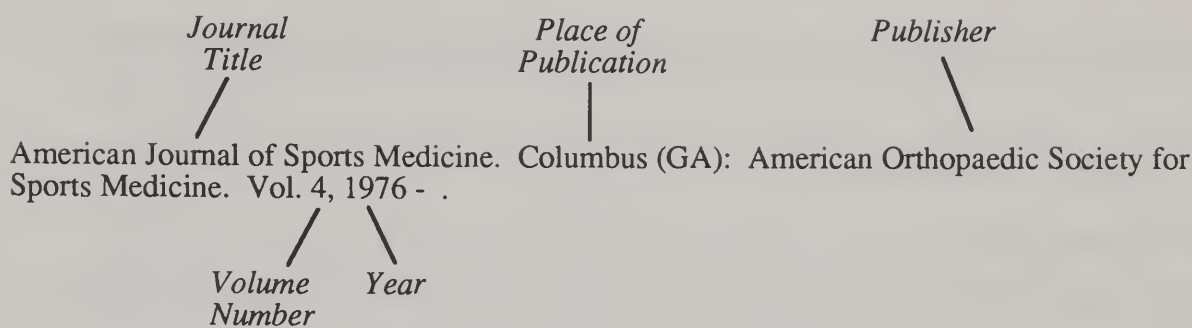 Journal
Title
Place of
Publication
Publisher
American Journal of Sports Medicine. Columbus (GA): American Orthopaedic Society for
Sports Medicine. Vol. 4, 1976 - .
Volume
Number
Year